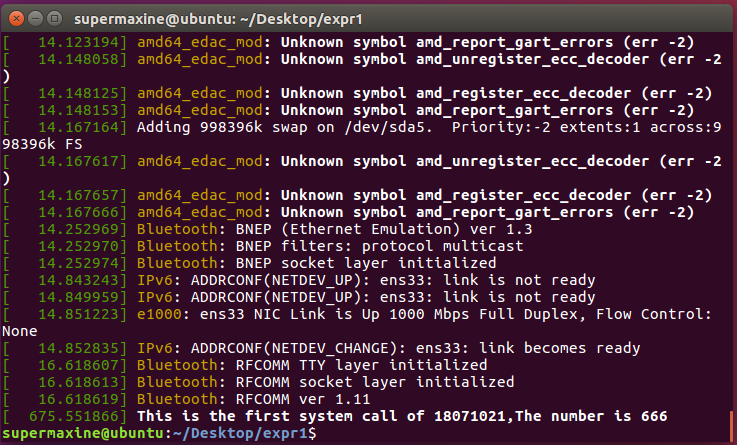 supermaxine@ubuntu: ~/Desktop/expr1
[   14.123194] amd64_edac_mod: Unknown symbol amd_report_gart_errors (err -2)
[   14.148058] amd64_edac_mod: Unknown symbol amd_unregister_ecc_decoder (err -2
)
[   14.148125] amd64_edac_mod: Unknown symbol amd_register_ecc_decoder (err -2)
[   14.148153] amd64_edac_mod: Unknown symbol amd_report_gart_errors (err -2)
[   14.167164] Adding 998396k swap on /dev/sda5.  Priority:-2 extents:1 across:9
98396k FS
[   14.167617] amd64_edac_mod: Unknown symbol amd_unregister_ecc_decoder (err -2
)
[   14.167657] amd64_edac_mod: Unknown symbol amd_register_ecc_decoder (err -2)
[   14.167666] amd64_edac_mod: Unknown symbol amd_report_gart_errors (err -2)
[   14.252969] Bluetooth: BNEP (Ethernet Emulation) ver 1.3
[   14.252970] Bluetooth: BNEP filters: protocol multicast
[   14.252974] Bluetooth: BNEP socket layer initialized
[   14.843243] IPv6: ADDRCONF(NETDEV_UP): ens33: link is not ready
[   14.849959] IPv6: ADDRCONF(NETDEV_UP): ens33: link is not ready
[   14.851223] e1000: ens33 NIC Link is Up 1000 Mbps Full Duplex, Flow Control:
None
[   14.852835] IPv6: ADDRCONF(NETDEV_CHANGE): ens33: link becomes ready
[   16.618607] Bluetooth: RFCOMM TTY layer initialized
[   16.618613] Bluetooth: RFCOMM socket layer initialized
[   16.618619] Bluetooth: RFCOMM ver 1.11
[  675.551866] This is the first system call of 18071021,The number is 666
supermaxine@ubuntu:~/Desktop/expr1$